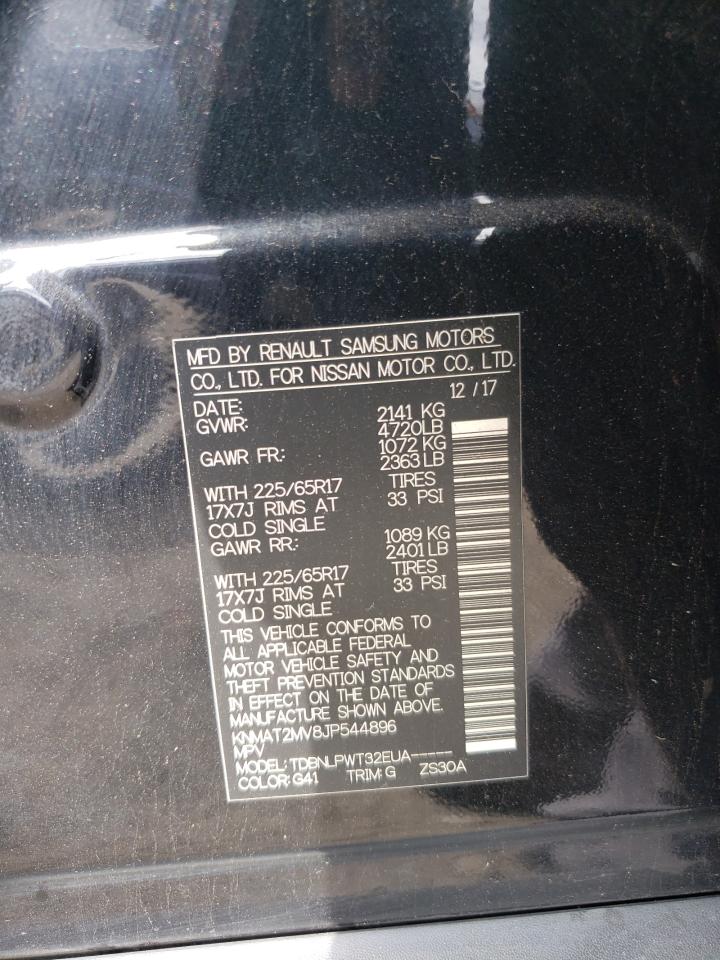 MFD BY RENAULT SAMSUNG MOTORS
CO., LTD. FOR NISSAN MOTOR CO., LTD.
DATE: 12 / 17
GVWR: 2141 KG
4720LB
GAWR FR: 1072 KG
2363 LB
WITH 225/65R17 TIRES
17X7J RIMS AT 33 PSI
COLD SINGLE
GAWR RR: 1089 KG
2401 LB
WITH 225/65R17 TIRES
17X7J RIMS AT 33 PSI
COLD SINGLE
THIS VEHICLE CONFORMS TO
ALL APPLICABLE FEDERAL
MOTOR VEHICLE SAFETY AND
THEFT PREVENTION STANDARDS
IN EFFECT ON THE DATE OF
MANUFACTURE SHOWN ABOVE.
KNMAT2MV8JP544896
MPV
MODEL: TDBNLPWT32EUA-----
COLOR: G41 TRIM: G ZS30A